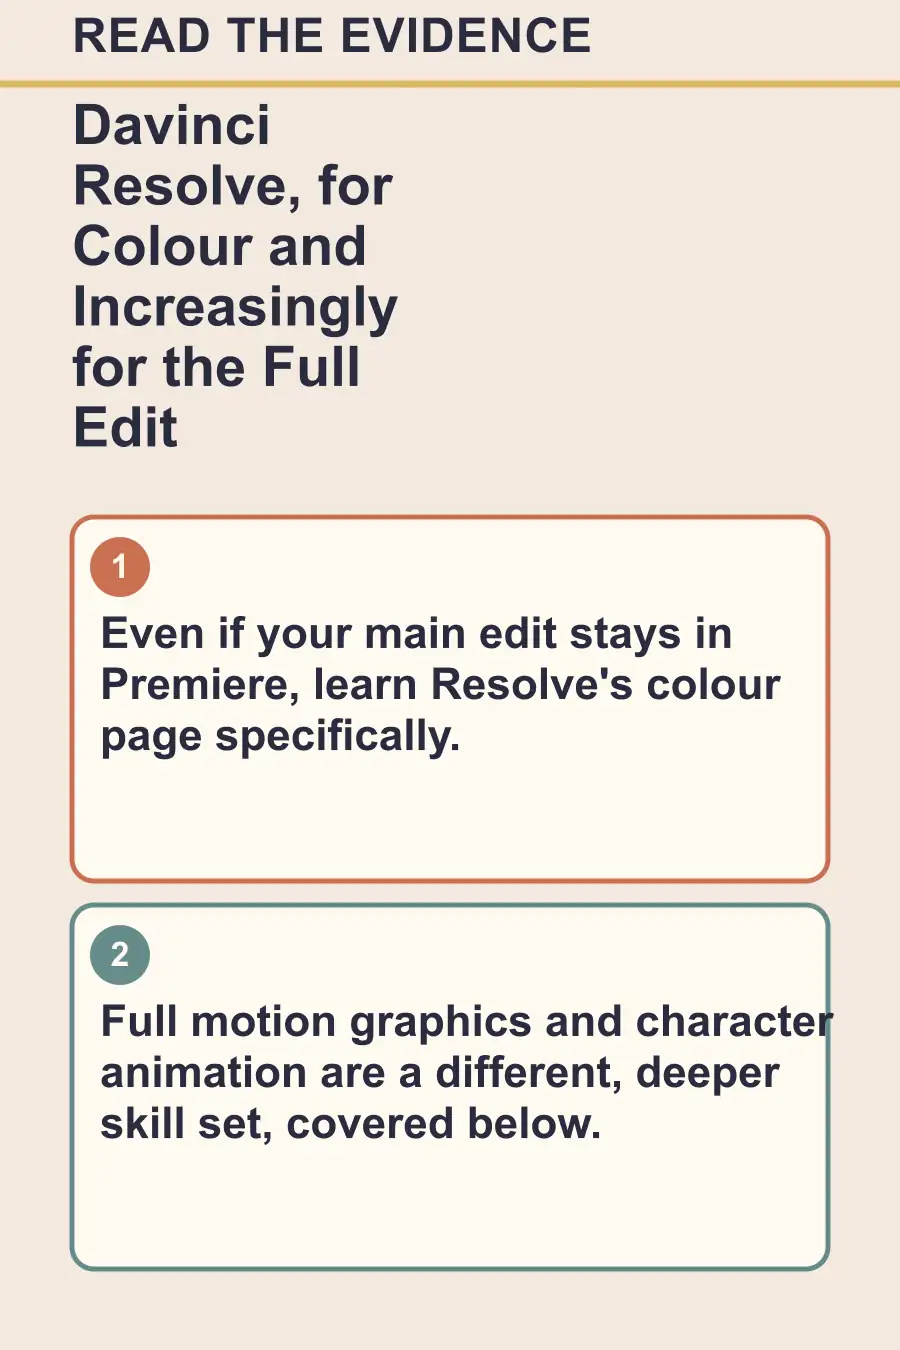 READ THE EVIDENCE
Davinci
Resolve, for
Colour and
Increasingly
for the Full
Edit
1
Even if your main edit stays in
Premiere, learn Resolve's colour
page specifically.
2
Full motion graphics and character
animation are a different, deeper
skill set, covered below.